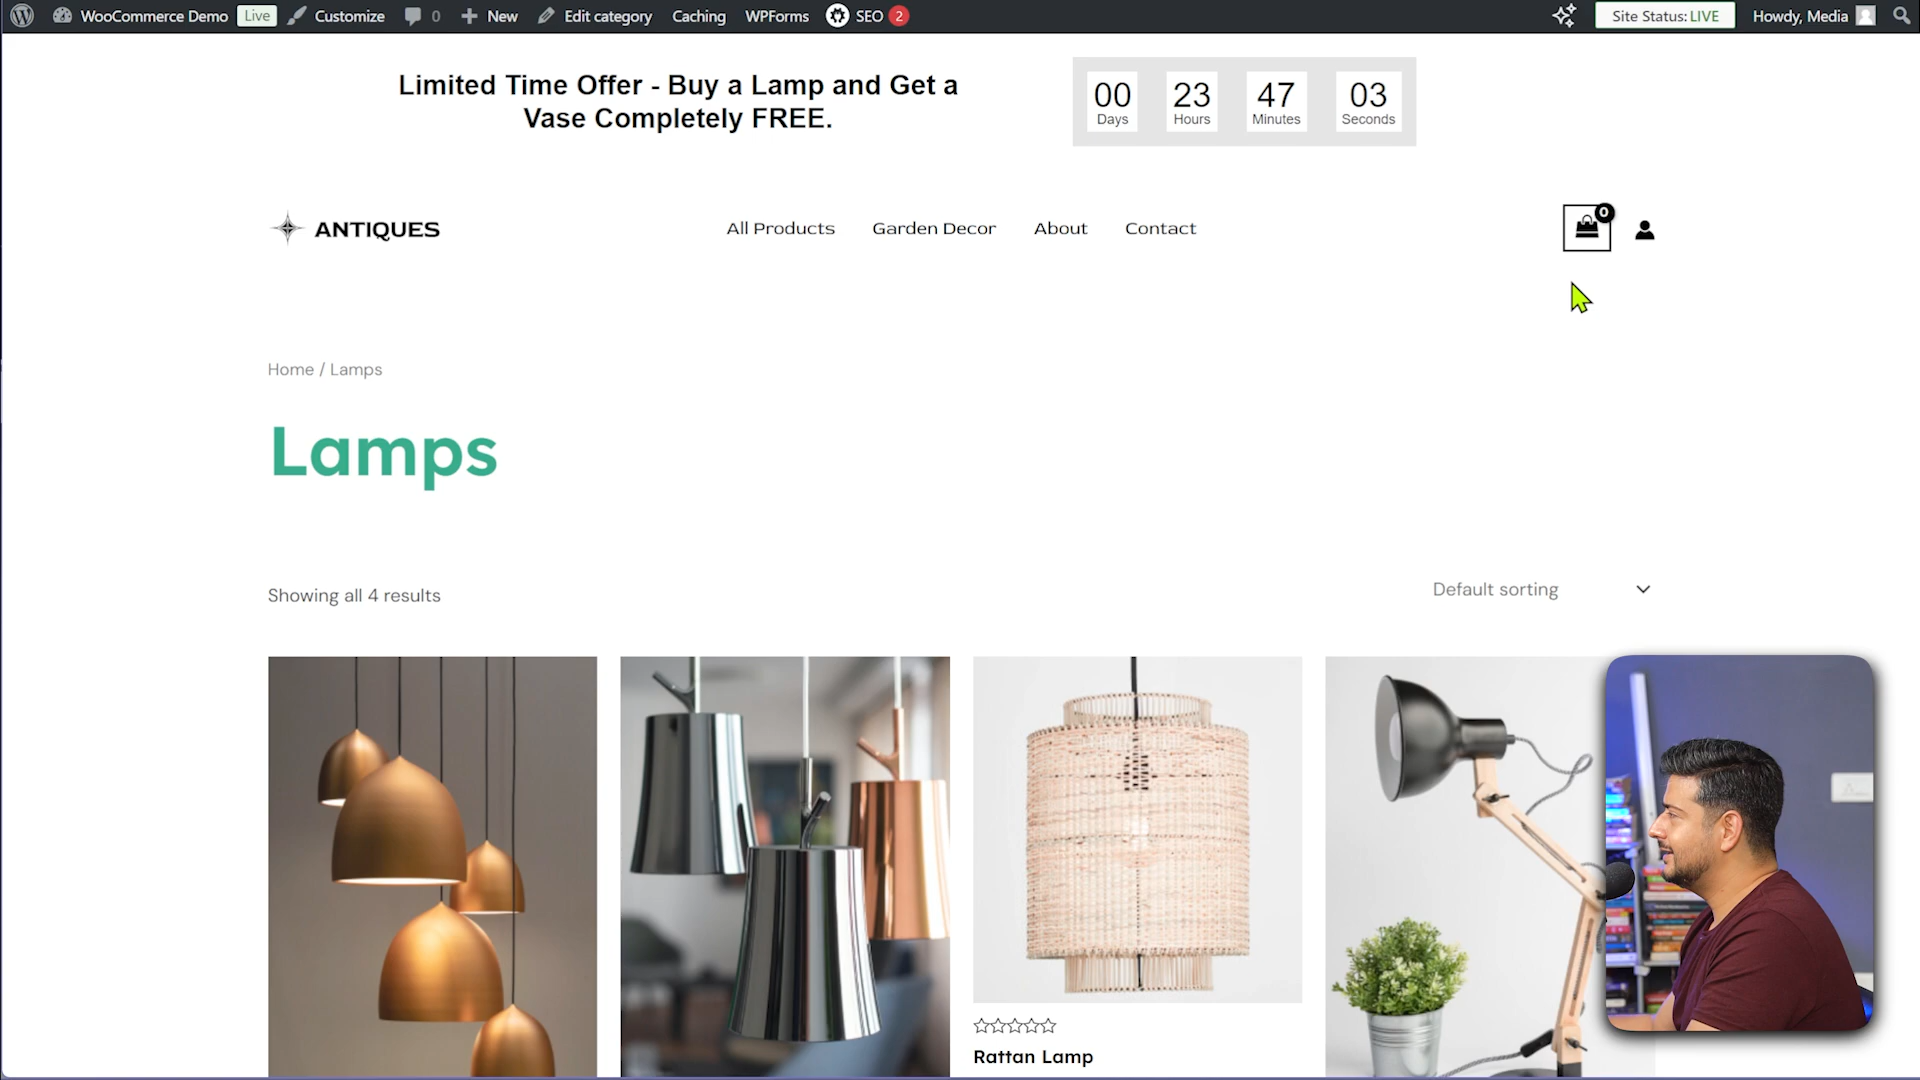 WooCommerce Demo Live Customize 0 New Edit category Caching WPForms SEO 2 Site Status: LIVE Howdy, Media
Limited Time Offer - Buy a Lamp and Get a
Vase Completely FREE.
00 23 47 03
Days Hours Minutes Seconds
ANTIQUES All Products Garden Decor About Contact 0
Home / Lamps
Lamps
Showing all 4 results Default sorting
Rattan Lamp